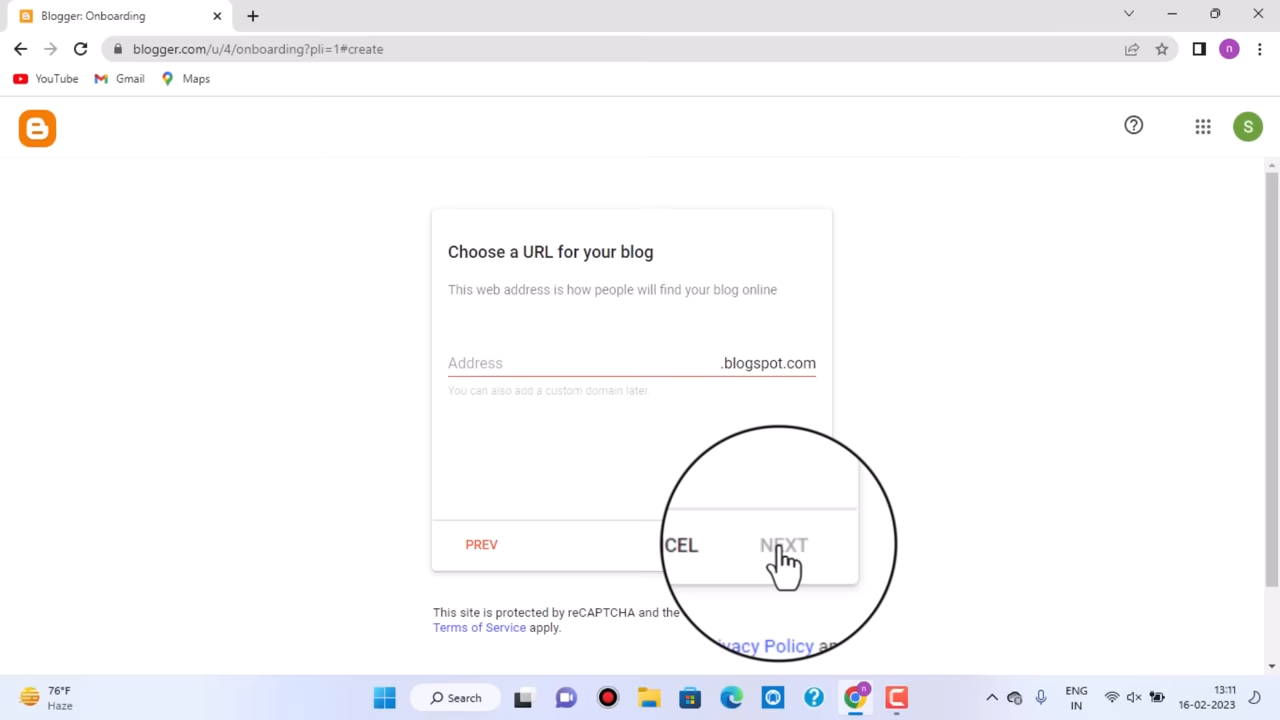 Blogger: Onboarding
blogger.com/u/4/onboarding?pli=1#create
n
YouTube
Gmail
Maps
S
Choose a URL for your blog
This web address is how people will find your blog online
Address
.blogspot.com
You can also add a custom domain later.
PREV
CEL
NEXT
This site is protected by reCAPTCHA and the
Terms of Service apply.
ivacy Policy an
76°F
Haze
Search
n
ENG
IN
13:11
16-02-2023